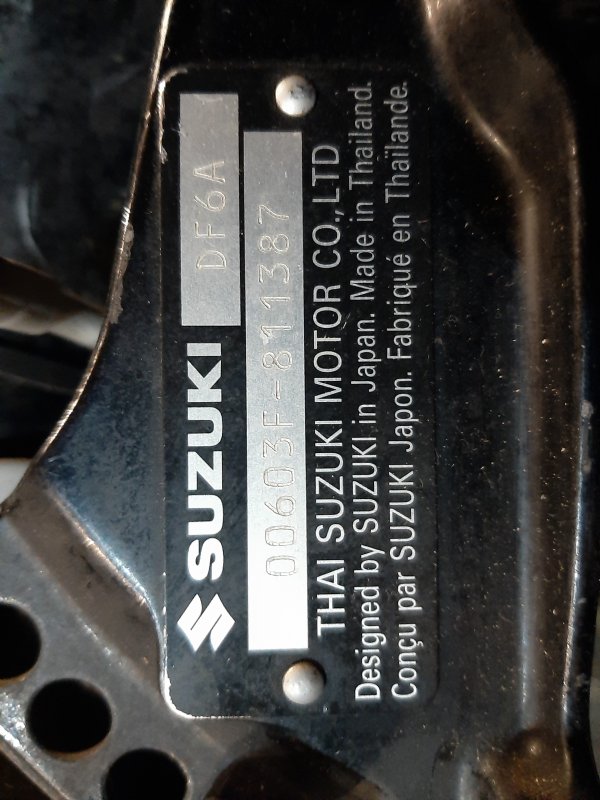 SUZUKI DF6A
00603F-811387
THAI SUZUKI MOTOR CO.,LTD
Designed by SUZUKI in Japan. Made in Thailand.
Conçu par SUZUKI Japon. Fabriqué en Thaïlande.